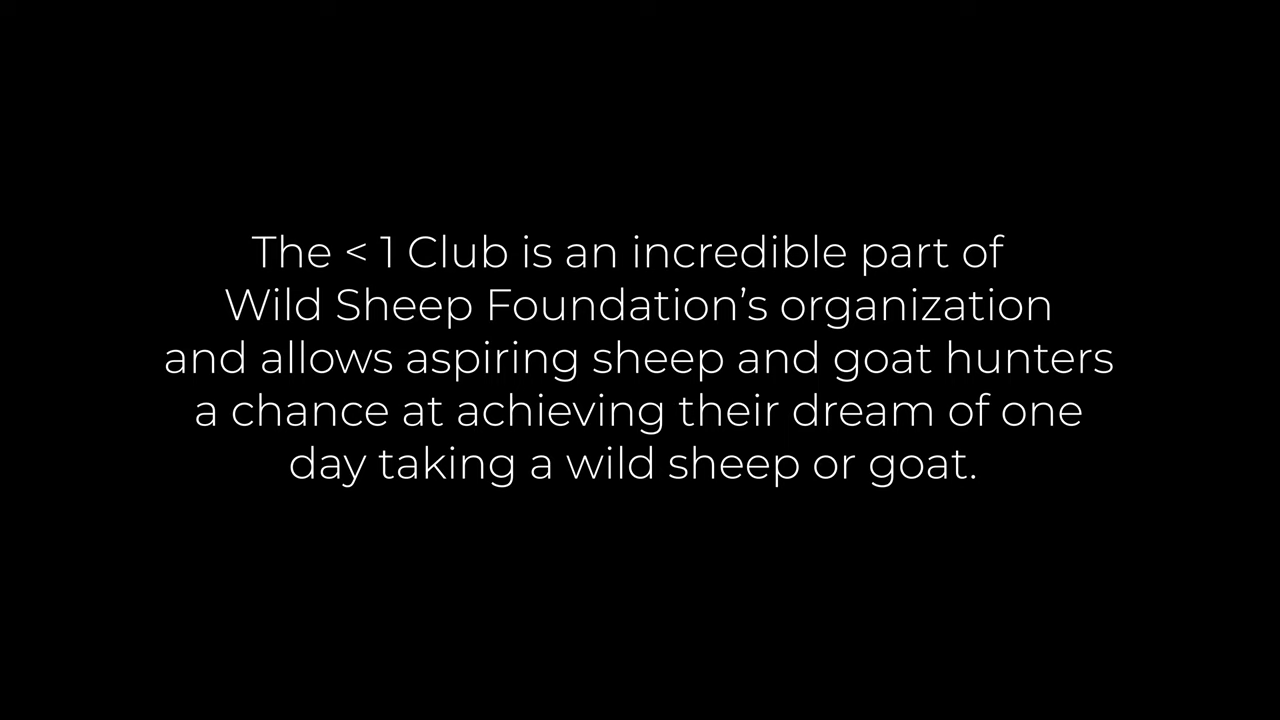 The < 1 Club is an incredible part of
Wild Sheep Foundation’s organization
and allows aspiring sheep and goat hunters
a chance at achieving their dream of one
day taking a wild sheep or goat.